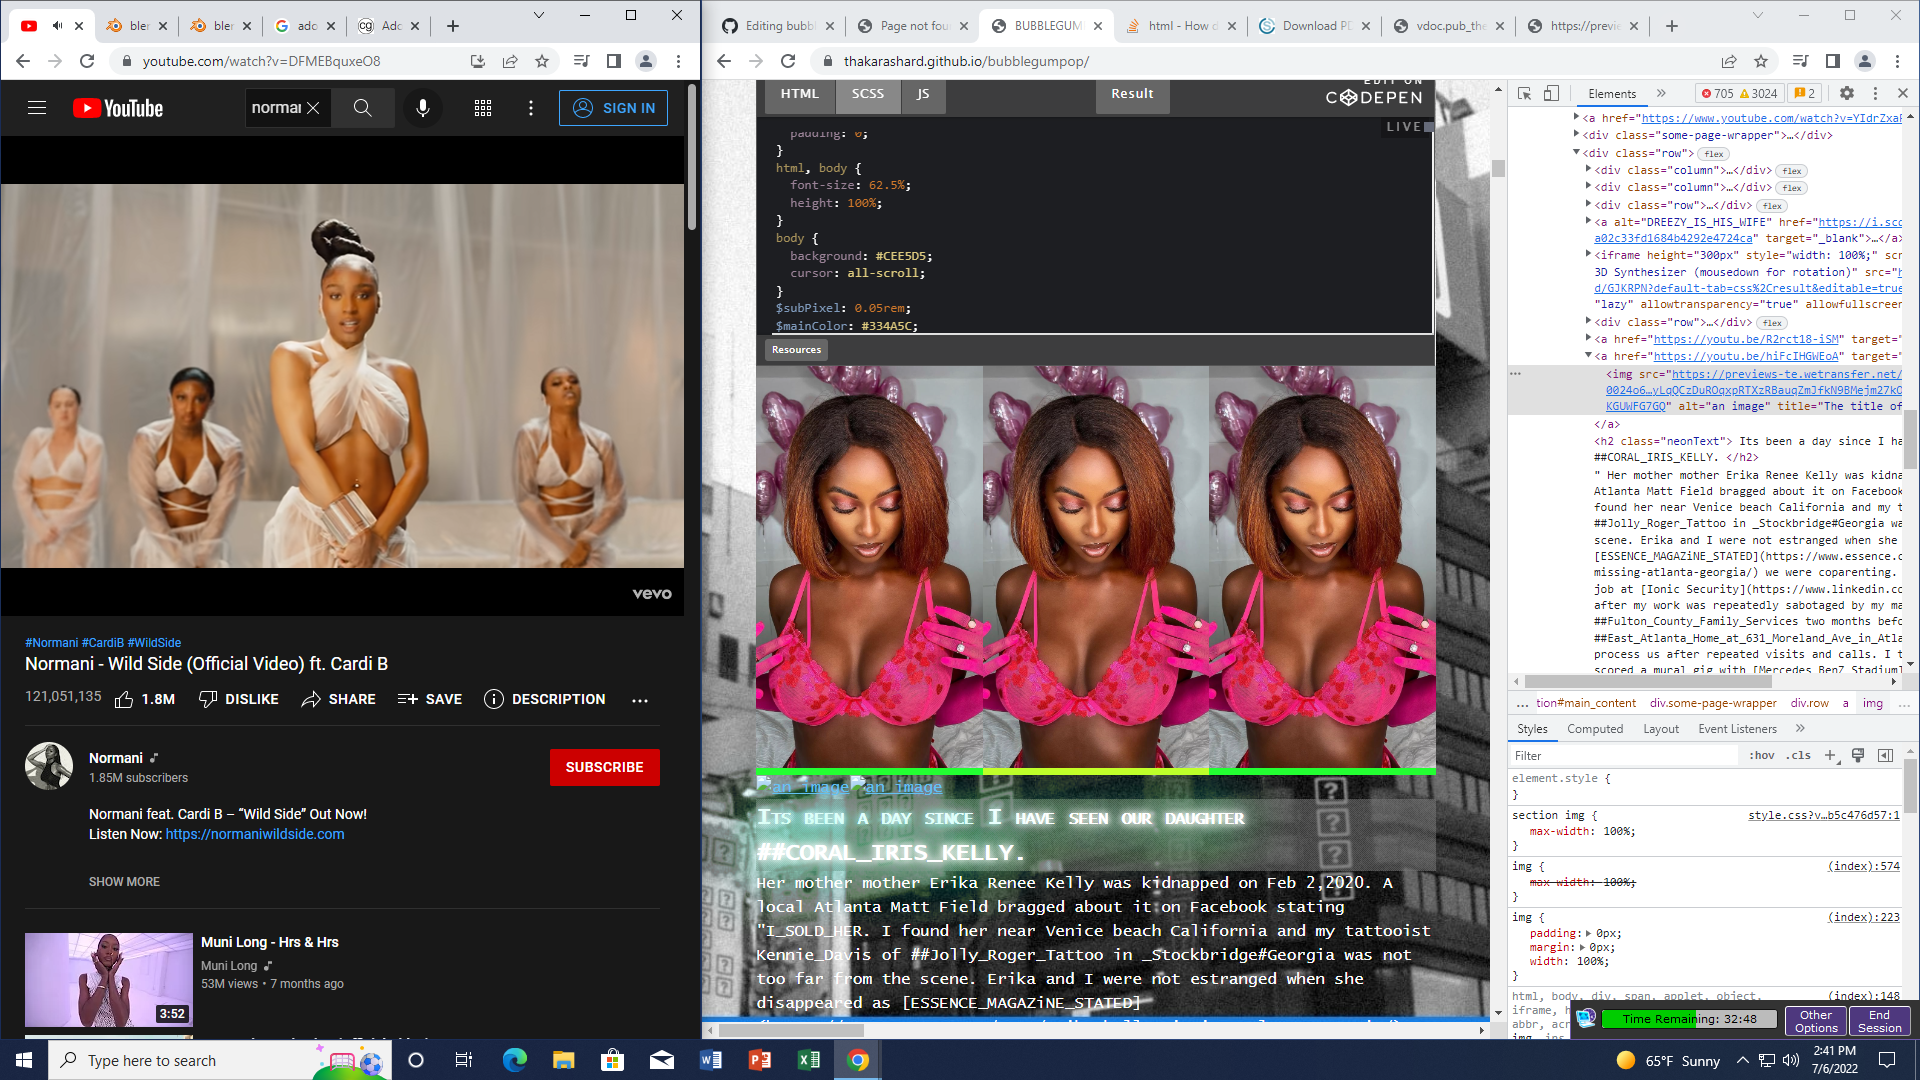 bler
bler
ado
Adc
youtube.com/watch?v=DFMEBquxeO8
YouTube
normar
SIGN IN
vevo
#Normani #CardiB #WildSide
Normani - Wild Side (Official Video) ft. Cardi B
121,051,135
1.8M
DISLIKE
SHARE
SAVE
DESCRIPTION
Normani
1.85M subscribers
SUBSCRIBE
Normani feat. Cardi B – “Wild Side” Out Now!
Listen Now: https://normaniwildside.com
SHOW MORE
Muni Long - Hrs & Hrs
Muni Long
53M views • 7 months ago
3:52
Editing bubbl
Page not foun
BUBBLEGUM
html - How d
Download PD
vdoc.pub_the
https://previe
thakarashard.github.io/bubblegumpop/
HTML
SCSS
JS
Result
EDIT ON
CODEPEN
LIVE
padding: 0;
}
html, body {
font-size: 62.5%;
height: 100%;
}
body {
background: #CEE5D5;
cursor: all-scroll;
}
$subPixel: 0.05rem;
$mainColor: #334A5C;
Resources
an image an image
Its been a day since I have seen our daughter
##CORAL_IRIS_KELLY.
Her mother mother Erika Renee Kelly was kidnapped on Feb 2,2020. A
local Atlanta Matt Field bragged about it on Facebook stating
"I_SOLD_HER. I found her near Venice beach California and my tattooist
Kennie_Davis of ##Jolly_Roger_Tattoo in _Stockbridge#Georgia was not
too far from the scene. Erika and I were not estranged when she
disappeared as [ESSENCE_MAGAZiNE_STATED]
Elements
705
3024
2
<a href="https://www.youtube.com/watch?v=YIdrZxaR
<div class="some-page-wrapper">…</div>
<div class="row"> flex
<div class="column">…</div> flex
<div class="column">…</div> flex
<div class="row">…</div> flex
<a alt="DREEZY_IS_HIS_WIFE" href="https://i.scd
a02c33fd1684b4292e4724ca" target="_blank">…</a>
<iframe height="300px" style="width: 100%;" scr
3D Synthesizer (mousedown for rotation)" src="h
d/GJKRPN?default-tab=css%2Cresult&editable=true
"lazy" allowtransparency="true" allowfullscreen
<div class="row">…</div> flex
<a href="https://youtu.be/R2rct18-iSM" target="
<a href="https://youtu.be/hiFcIHGWEoA" target="
<img src="https://previews-te.wetransfer.net/
0024o6…yLqQCzDuROqxpRTXzRBauqZmJfkN9BMejm27kO
KGUWFG7GQ" alt="an image" title="The title of
</a>
<h2 class="neonText"> Its been a day since I ha
##CORAL_IRIS_KELLY. </h2>
" Her mother mother Erika Renee Kelly was kidna
Atlanta Matt Field bragged about it on Facebook
found her near Venice beach California and my t
##Jolly_Roger_Tattoo in _Stockbridge#Georgia wa
scene. Erika and I were not estranged when she
[ESSENCE_MAGAZiNE_STATED](https://www.essence.c
missing-atlanta-georgia/) we were coparenting.
job at [Ionic Security](https://www.linkedin.co
after my work was repeatedly sabotaged by my ma
##Fulton_County_Family_Services two months befo
##East_Atlanta_Home_at_631_Moreland_Ave_in_Atla
process us after repeated visits and calls. I t
scored a mural gig with [Mercedes BenZ Stadium]
... tion#main_content div.some-page-wrapper div.row a img ...
Styles
Computed
Layout
Event Listeners
Filter
:hov .cls
element.style {
}
section img { style.css?v…b5c476d57:1
max-width: 100%;
}
img { (index):574
max-width: 100%;
}
img { (index):223
padding: 0px;
margin: 0px;
width: 100%;
}
html, body, div, span, applet, object, (index):148
iframe, h
abbr, acr
img, ins
Time Remaining: 32:48
Other Options
End Session
Type here to search
65°F Sunny
2:41 PM
7/6/2022